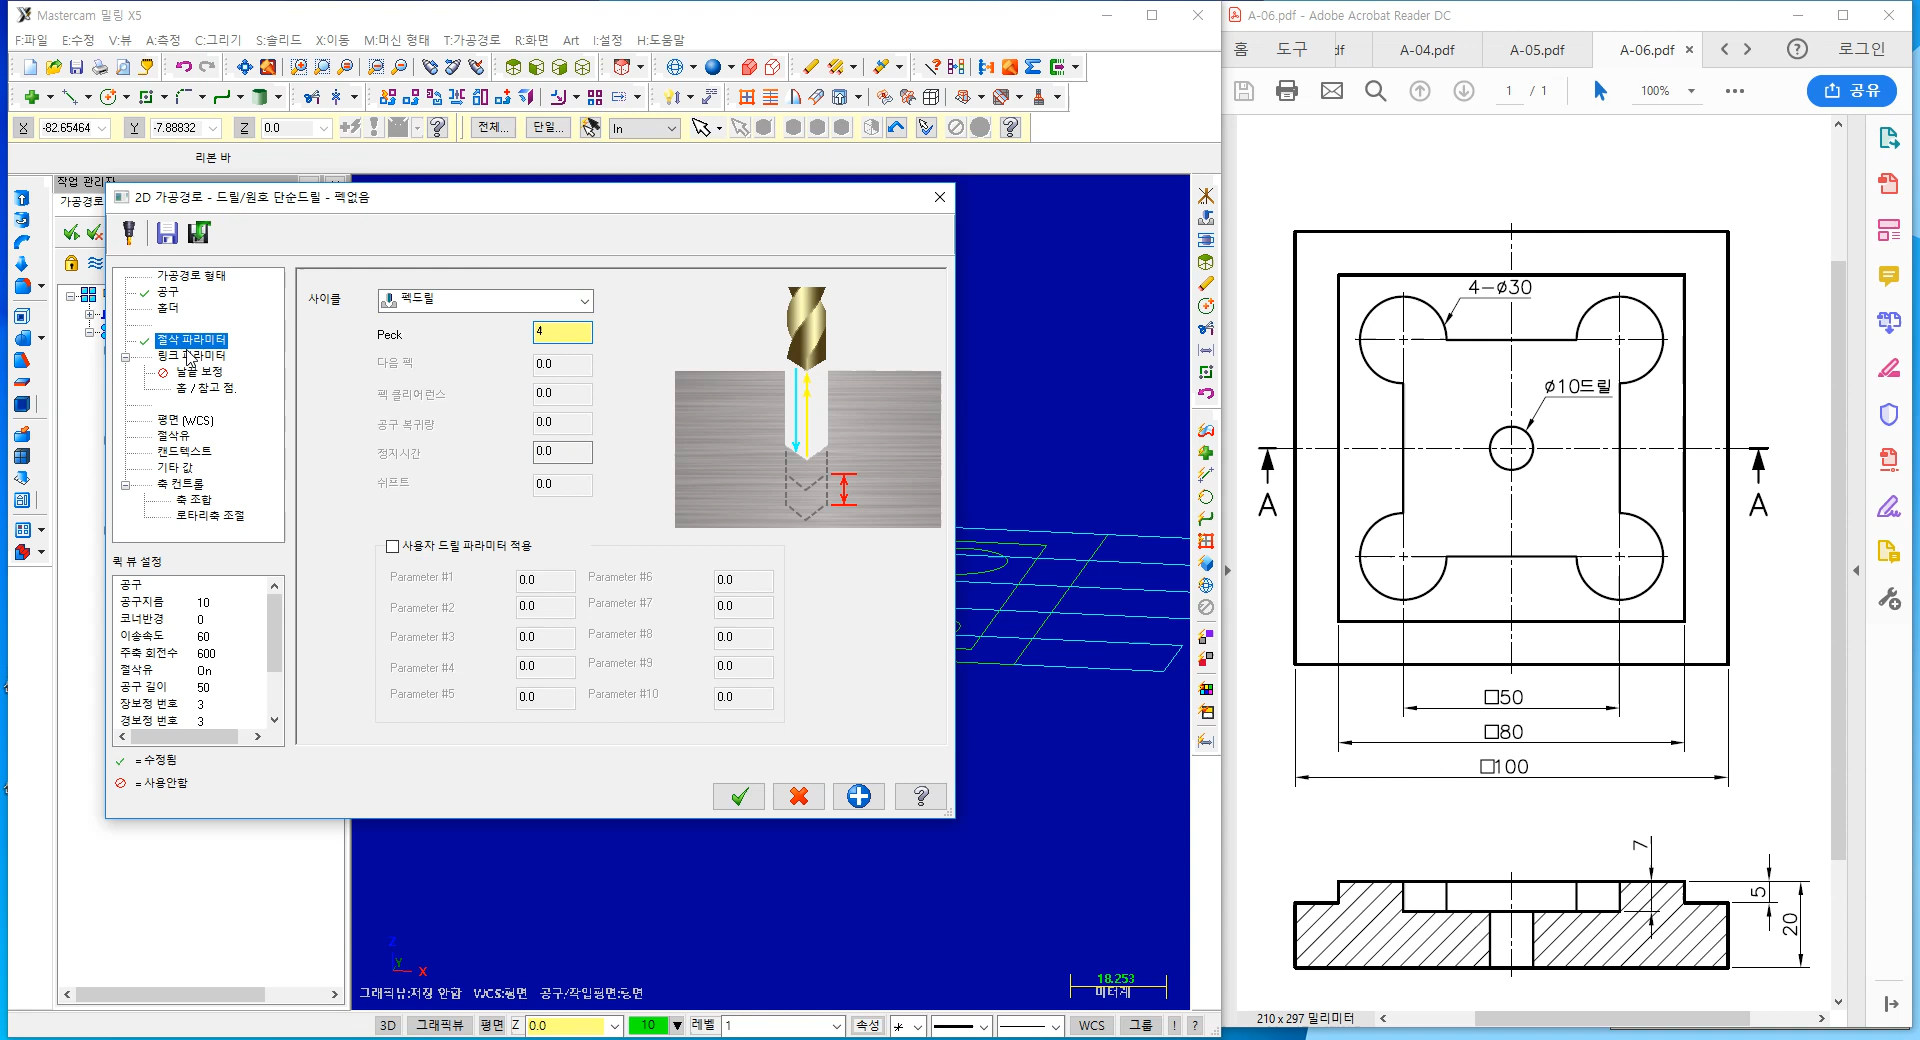 Mastercam 밀링 X5
F:파일 E:수정 V:뷰 A:측정 C:그리기 S:솔리드 X:이동 M:머신 형태 T:가공경로 R:화면 Art I:설정 H:도움말
X -82.65464 Y -7.88832 Z 0.0 전체... 단일... In
리본 바
작업 관리자
가공경로
2D 가공경로 - 드릴/원호 단순드릴 - 펙없음
가공경로 형태
공구
홀더
절삭 파라미터
링크 파라미터
날끝 보정
홈 / 참고 점.
평면 (WCS)
절삭유
캔드텍스트
기타 값
축 컨트롤
축 조합
로타리축 조절
퀵 뷰 설정
공구
공구지름 10
코너반경 0
이송속도 60
주축 회전수 600
절삭유 On
공구 길이 50
장보정 번호 3
경보정 번호 3
= 수정됨
= 사용안함
사이클 펙드릴
Peck 4
다음 펙 0.0
펙 클리어런스 0.0
공구 복귀량 0.0
정지시간 0.0
쉬프트 0.0
사용자 드릴 파라미터 적용
Parameter #1 0.0 Parameter #6 0.0
Parameter #2 0.0 Parameter #7 0.0
Parameter #3 0.0 Parameter #8 0.0
Parameter #4 0.0 Parameter #9 0.0
Parameter #5 0.0 Parameter #10 0.0
Z
Y
X
18.253
미터계
그래픽뷰:저장 안함 WCS:평면 공구/작업평면:평면
3D 그래픽뷰 평면 Z 0.0 10 레벨 1 속성 WCS 그룹 ! ?
A-06.pdf - Adobe Acrobat Reader DC
홈 도구 df A-04.pdf A-05.pdf A-06.pdf × 로그인
1 / 1 100% 공유
4-ø30
ø10드릴
A A
□50
□80
□100
7
5
20
210 x 297 밀리미터